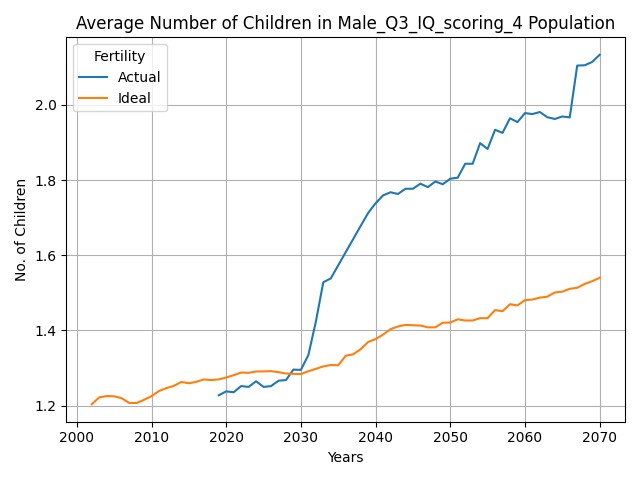 Average Number of Children in Male_Q3_IQ_scoring_4 Population
Fertility
Actual
Ideal
No. of Children
2.0
1.8
1.6
1.4
1.2
2000 2010 2020 2030 2040 2050 2060 2070
Years